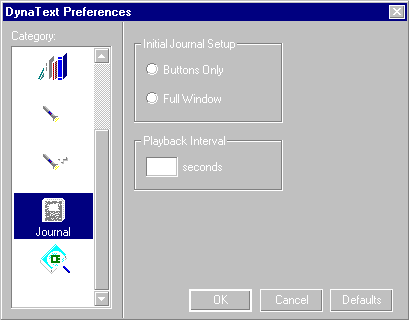 DynaText Preferences
Category:
Journal
Initial Journal Setup
Buttons Only
Full Window
Playback Interval
seconds
OK
Cancel
Defaults